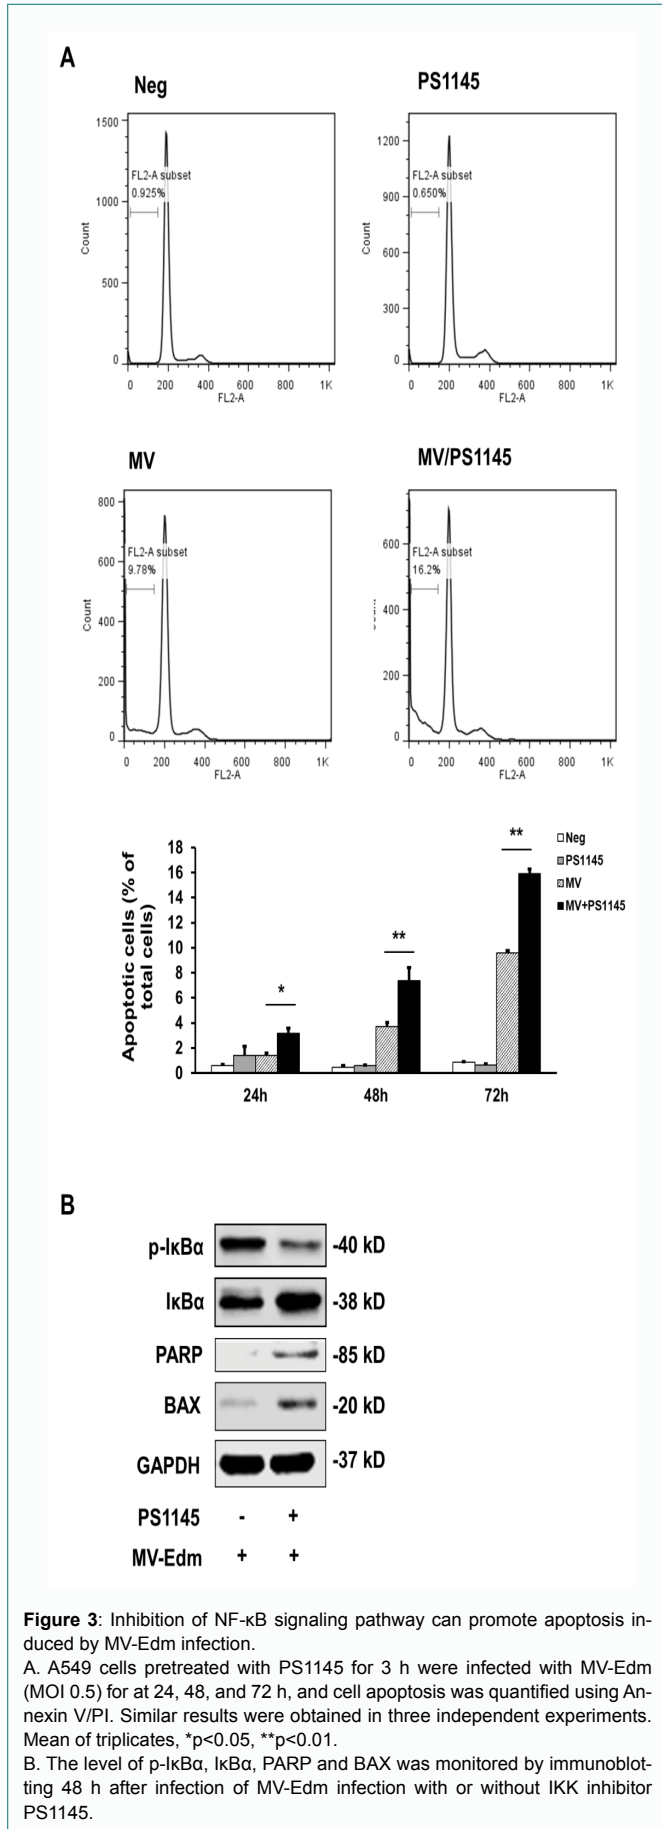 A
Neg
PS1145
1500
1000
500
0
Count
FL2-A subset
0.925%
0 200 400 600 800 1K
FL2-A
1200
900
600
300
0
Count
FL2-A subset
0.650%
0 200 400 600 800 1K
FL2-A
MV
MV/PS1145
800
600
400
200
0
Count
FL2-A subset
9.78%
0 200 400 600 800 1K
FL2-A
600
400
200
0
FL2-A subset
16.2%
0 200 400 600 800 1K
FL2-A
Apoptotic cells (% of
total cells)
18
16
14
12
10
8
6
4
2
0
*
**
**
24h 48h 72h
Neg
PS1145
MV
MV+PS1145
B
p-IκBα -40 kD
IκBα -38 kD
PARP -85 kD
BAX -20 kD
GAPDH -37 kD
PS1145 - +
MV-Edm + +
Figure 3: Inhibition of NF-κB signaling pathway can promote apoptosis in-
duced by MV-Edm infection.
A. A549 cells pretreated with PS1145 for 3 h were infected with MV-Edm
(MOI 0.5) for at 24, 48, and 72 h, and cell apoptosis was quantified using An-
nexin V/PI. Similar results were obtained in three independent experiments.
Mean of triplicates, *p<0.05, **p<0.01.
B. The level of p-IκBα, IκBα, PARP and BAX was monitored by immunoblot-
ting 48 h after infection of MV-Edm infection with or without IKK inhibitor
PS1145.